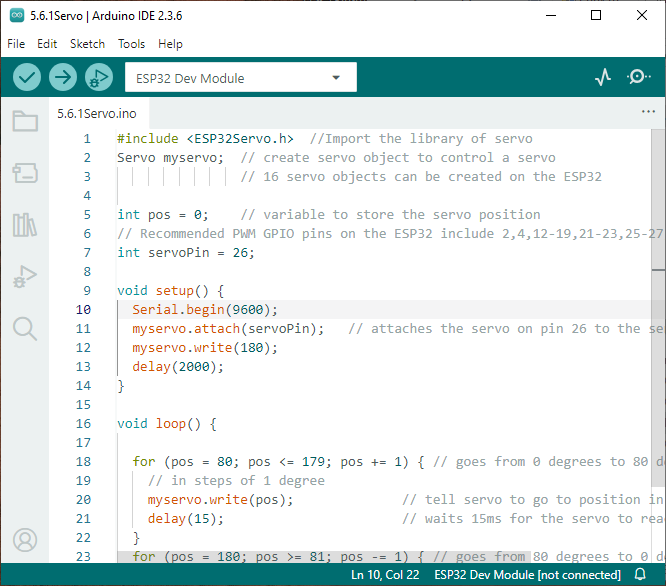 5.6.1Servo | Arduino IDE 2.3.6
File Edit Sketch Tools Help
ESP32 Dev Module
5.6.1Servo.ino
1 #include <ESP32Servo.h>  //Import the library of servo
2 Servo myservo;  // create servo object to control a servo
3 // 16 servo objects can be created on the ESP32
4
5 int pos = 0;    // variable to store the servo position
6 // Recommended PWM GPIO pins on the ESP32 include 2,4,12-19,21-23,25-27
7 int servoPin = 26;
8
9 void setup() {
10   Serial.begin(9600);
11   myservo.attach(servoPin);   // attaches the servo on pin 26 to the se
12   myservo.write(180);
13   delay(2000);
14 }
15
16 void loop() {
17
18   for (pos = 80; pos <= 179; pos += 1) { // goes from 0 degrees to 80 d
19     // in steps of 1 degree
20     myservo.write(pos);              // tell servo to go to position in
21     delay(15);                       // waits 15ms for the servo to rea
22   }
23   for (pos = 180; pos >= 81; pos -= 1) { // goes from 80 degrees to 0 d
Ln 10, Col 22 ESP32 Dev Module [not connected]